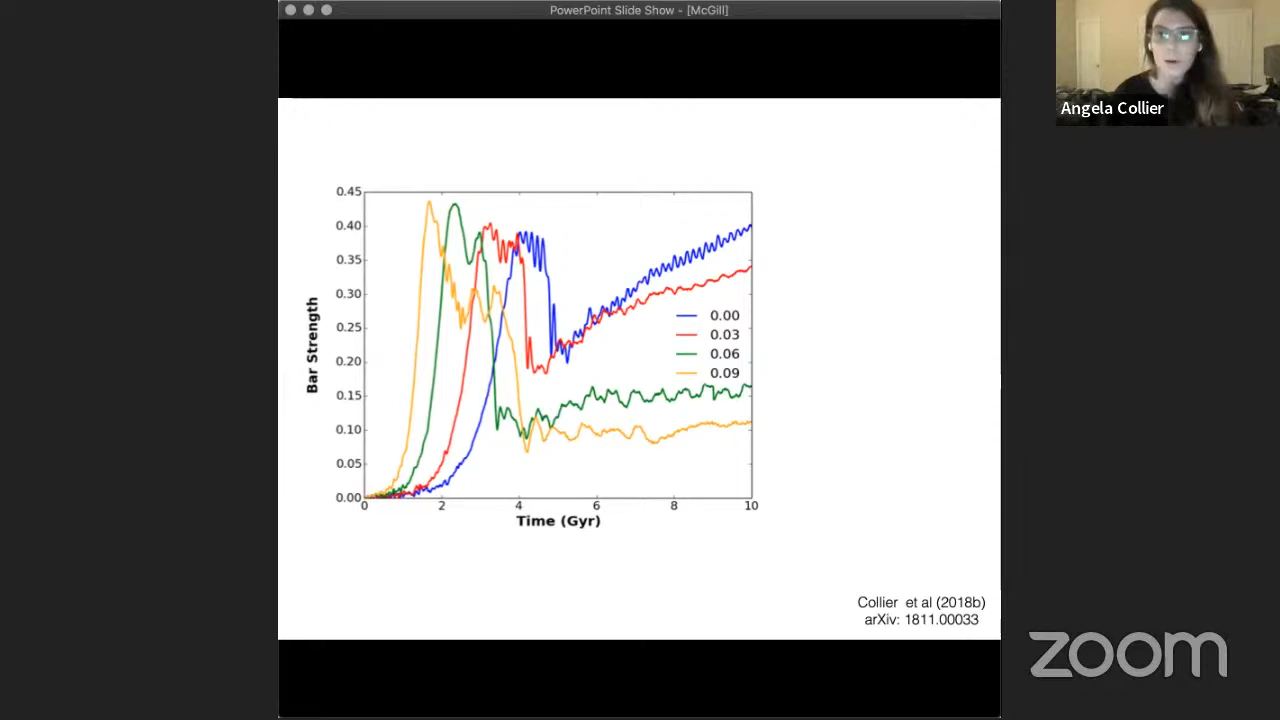 PowerPoint Slide Show - [McGill]
Angela Collier
0.45
0.40
0.35
0.30
0.25
0.20
0.15
0.10
0.05
0.00
Bar Strength
0.00
0.03
0.06
0.09
0 2 4 6 8 10
Time (Gyr)
Collier et al (2018b)
arXiv: 1811.00033
zoom